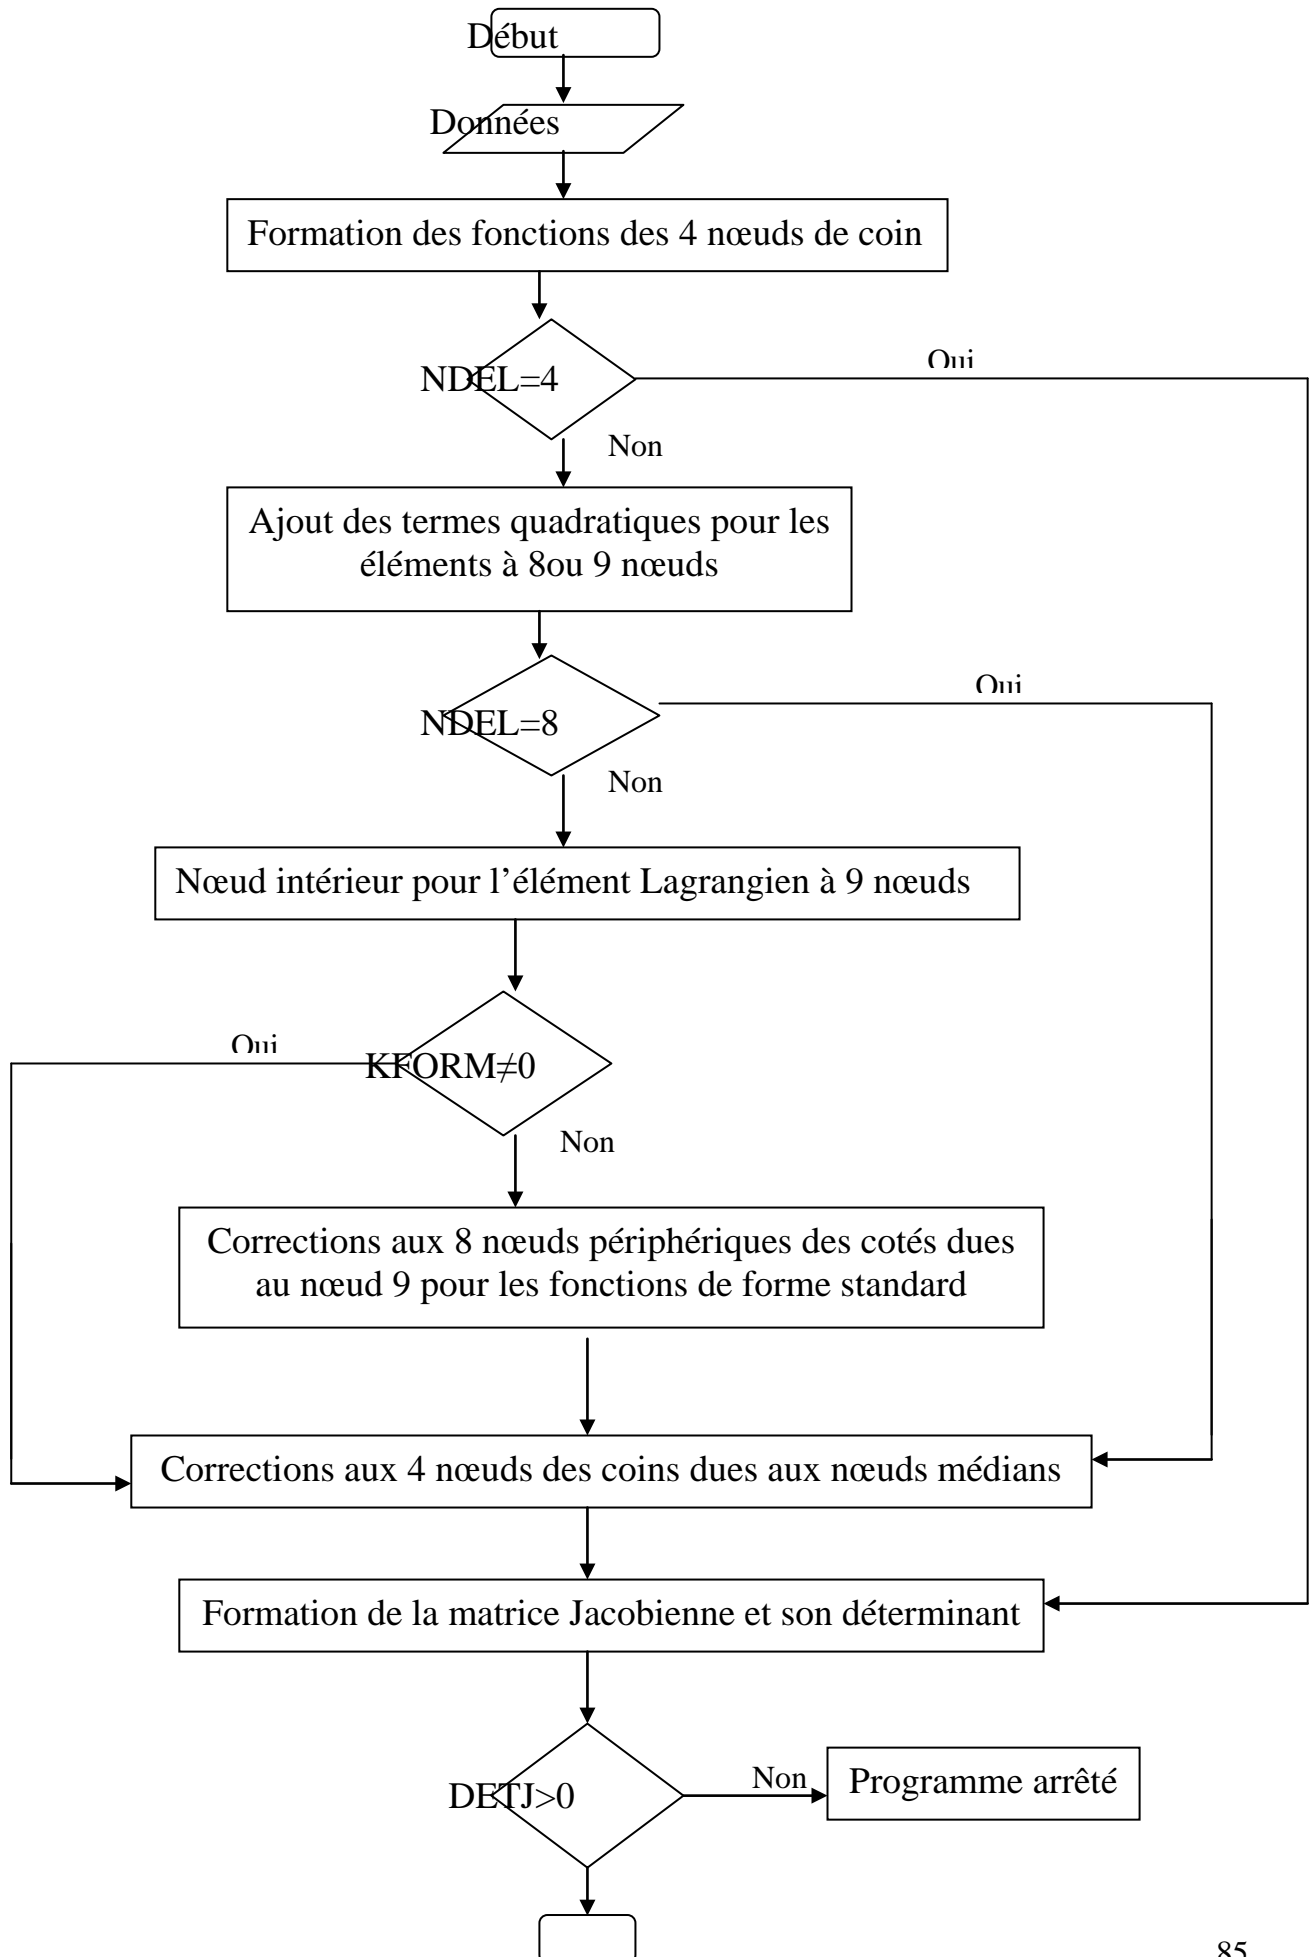 Début
Données
Formation des fonctions des 4 nœuds de coin
NDEL=4
Oui
Non
Ajout des termes quadratiques pour les
éléments à 8ou 9 nœuds
NDEL=8
Oui
Non
Nœud intérieur pour l’élément Lagrangien à 9 nœuds
Oui
KFORM≠0
Non
Corrections aux 8 nœuds périphériques des cotés dues
au nœud 9 pour les fonctions de forme standard
Corrections aux 4 nœuds des coins dues aux nœuds médians
Formation de la matrice Jacobienne et son déterminant
DETJ>0
Non
Programme arrêté
85